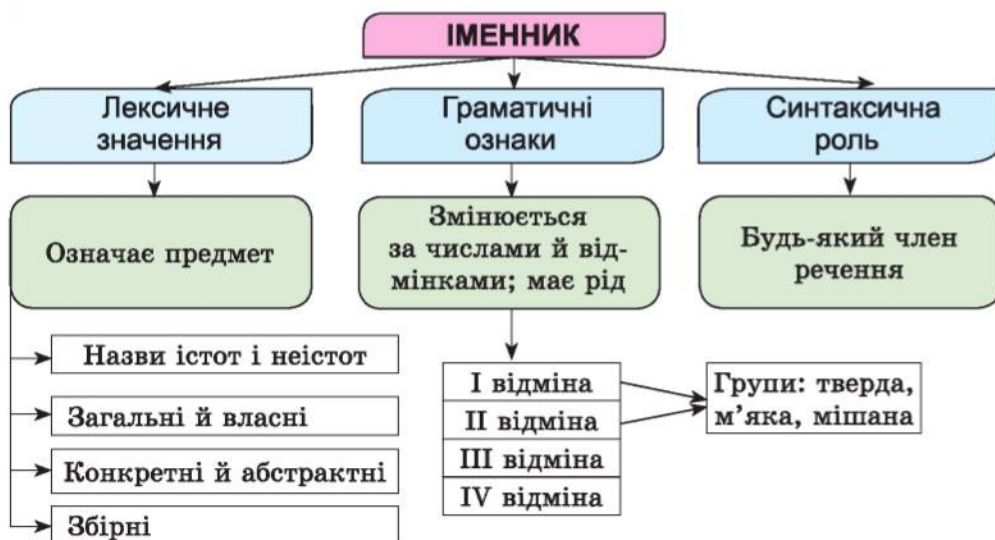 ІМЕННИК
Лексичне
значення
Граматичні
ознаки
Синтаксична
роль
Означає предмет
Змінюється
за числами й від-
мінками; має рід
Будь-який член
речення
Назви істот і неістот
Загальні й власні
Конкретні й абстрактні
Збірні
І відміна
ІІ відміна
ІІІ відміна
IV відміна
Групи: тверда,
м’яка, мішана